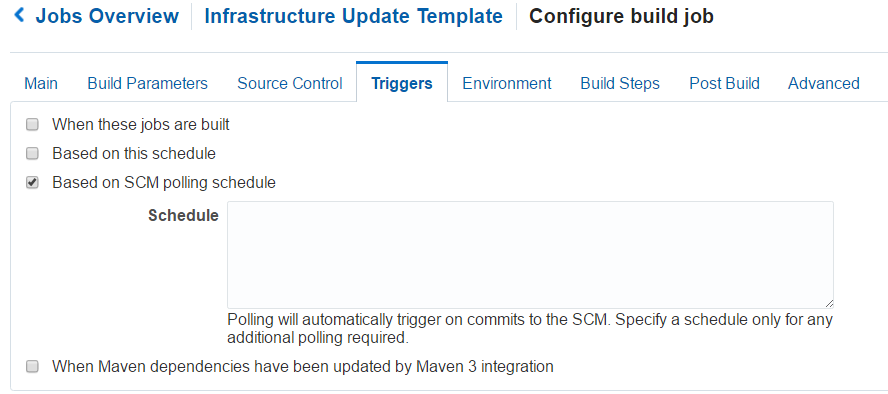 Jobs Overview Infrastructure Update Template Configure build job
Main Build Parameters Source Control Triggers Environment Build Steps Post Build Advanced
When these jobs are built
Based on this schedule
Based on SCM polling schedule
Schedule
Polling will automatically trigger on commits to the SCM. Specify a schedule only for any
additional polling required.
When Maven dependencies have been updated by Maven 3 integration